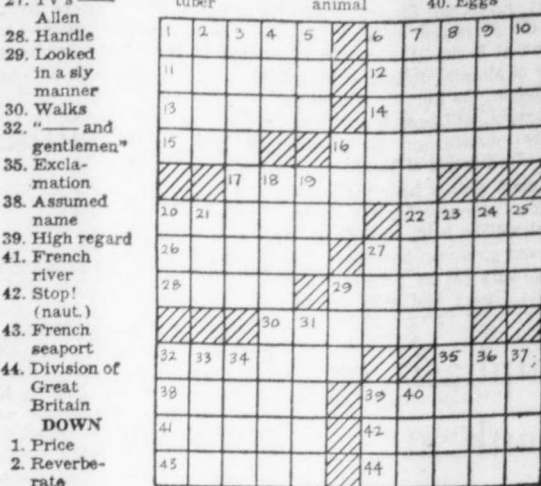 27. TV's ——
Allen
28. Handle
29. Looked
in a sly
manner
30. Walks
32. "—— and
gentlemen"
35. Excla-
mation
38. Assumed
name
39. High regard
41. French
river
42. Stop!
(naut.)
43. French
seaport
44. Division of
Great
Britain
DOWN
1. Price
2. Reverbe-
rate
tuber
animal
40. Eggs
1 2 3 4 5 6 7 8 9 10
11 12
13 14
15 16
17 18 19
20 21 22 23 24 25
26 27
28 29
30 31
32 33 34 35 36 37
38 39 40
41 42
43 44